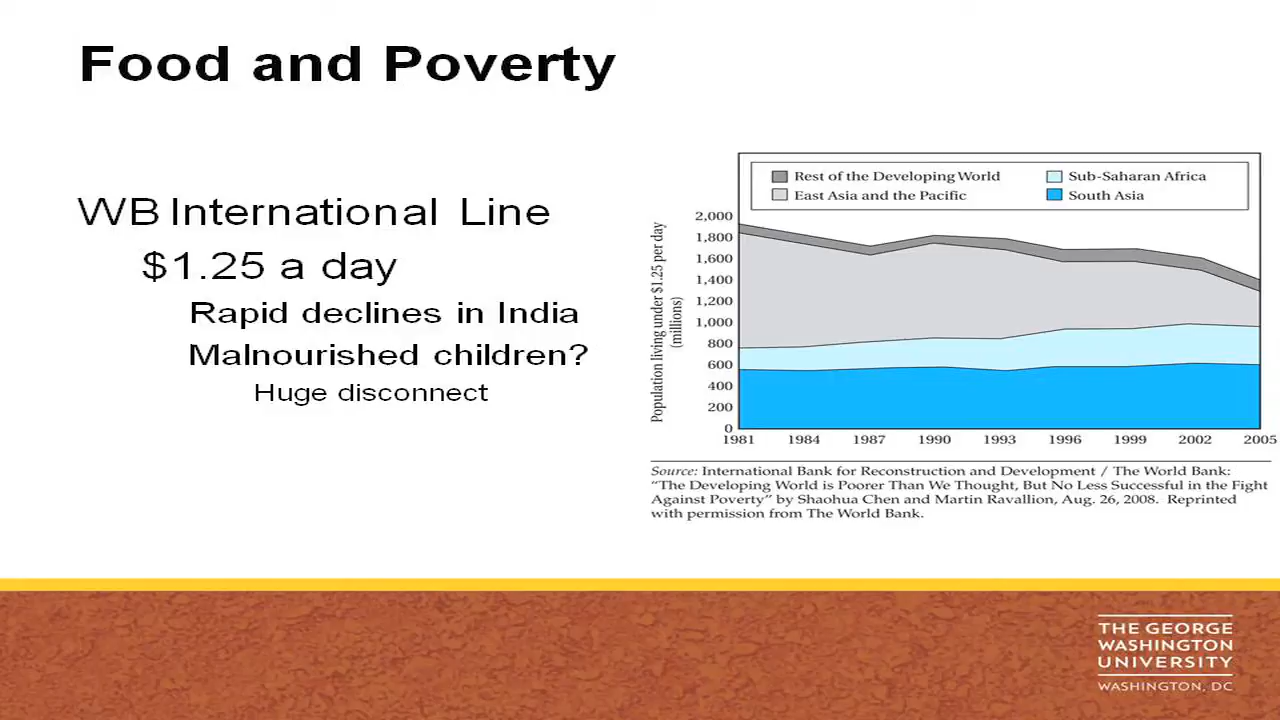 Food and Poverty
WB International Line
$1.25 a day
Rapid declines in India
Malnourished children?
Huge disconnect
Rest of the Developing World
Sub-Saharan Africa
East Asia and the Pacific
South Asia
Population living under $1.25 per day
(millions)
2,000
1,800
1,600
1,400
1,200
1,000
800
600
400
200
0
1981 1984 1987 1990 1993 1996 1999 2002 2005
Source: International Bank for Reconstruction and Development / The World Bank:
“The Developing World is Poorer Than We Thought, But No Less Successful in the Fight
Against Poverty” by Shaohua Chen and Martin Ravallion, Aug. 26, 2008. Reprinted
with permission from The World Bank.
THE GEORGE
WASHINGTON
UNIVERSITY
WASHINGTON, DC